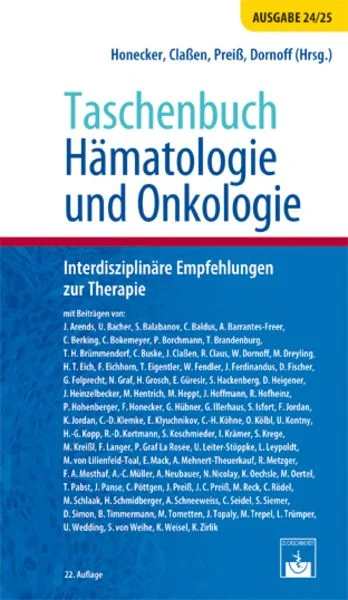 AUSGABE 24/25
Honecker, Claßen, Preiß, Dornoff (Hrsg.)
Taschenbuch
Hämatologie
und Onkologie
Interdisziplinäre Empfehlungen
zur Therapie
mit Beiträgen von:
J. Arends, U. Bacher, S. Balabanov, C. Baldus, A. Barrantes-Freer,
C. Berking, C. Bokemeyer, P. Borchmann, T. Brandenburg,
T. H. Brümmendorf, C. Buske, J. Claßen, R. Claus, W. Dornoff, M. Dreyling,
H. T. Eich, F. Eichhorn, T. Eigentler, W. Fendler, J. Ferdinandus, D. Fischer,
G. Folprecht, N. Graf, H. Grosch, E. Güresir, S. Hackenberg, D. Heigener,
J. Heinzelbecker, M. Hentrich, M. Heppt, J. Hoffmann, R. Hofheinz,
P. Hohenberger, F. Honecker, G. Hübner, G. Illerhaus, S. Isfort, F. Jordan,
K. Jordan, C.-D. Klemke, E. Klyuchnikov, C.-H. Köhne, O. Kölbl, U. Kontny,
H.-G. Kopp, R.-D. Kortmann, S. Koschmieder, I. Krämer, S. Krege,
M. Kreißl, F. Langer, P. Graf La Rosée, U. Leiter-Stöppke, L. Leypoldt,
M. von Lilienfeld-Toal, E. Mack, A. Mehnert-Theuerkauf, R. Metzger,
F. A. Mosthaf, A.-C. Müller, A. Neubauer, N. Nicolay, K. Oechsle, M. Oertel,
T. Pabst, J. Panse, C. Pöttgen, J. Preiß, J. C. Preiß, M. Reck, C. Rödel,
M. Schlaak, H. Schmidberger, A. Schneeweiss, C. Seidel, S. Siemer,
D. Simon, B. Timmermann, M. Tometten, J. Topaly, M. Trepel, L. Trümper,
U. Wedding, S. von Weihe, K. Weisel, K. Zirlik
22. Auflage
ZUCKSCHWERDT